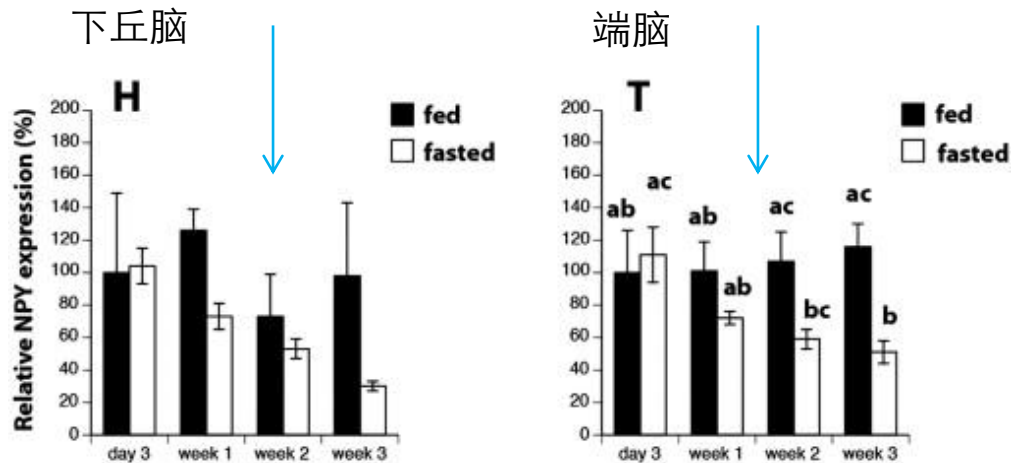 下丘脑
端脑
H
fed
fasted
Relative NPY expression (%)
200
180
160
140
120
100
80
60
40
20
0
day 3 week 1 week 2 week 3
T
fed
fasted
200
180
160
140
120
100
80
60
40
20
0
ab ac ab ab ac bc ac b
day 3 week 1 week 2 week 3